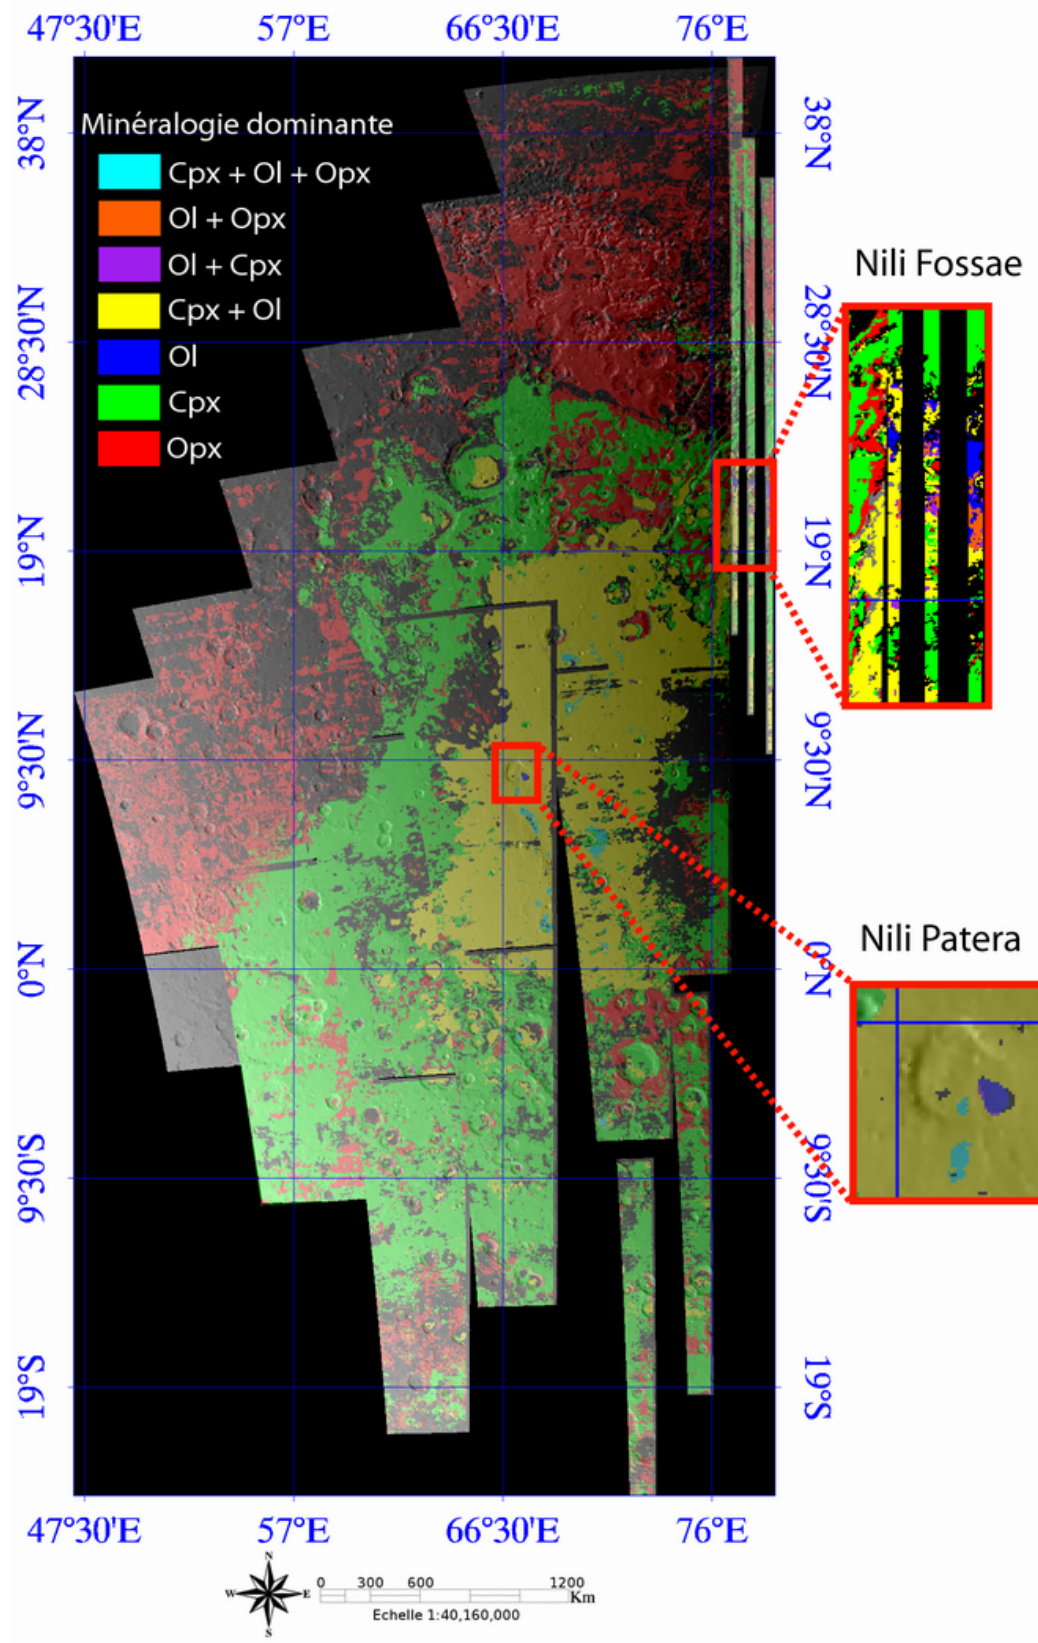 47°30'E 57°E 66°30'E 76°E
Minéralogie dominante
Cpx + Ol + Opx
Ol + Opx
Ol + Cpx
Cpx + Ol
Ol
Cpx
Opx
38°N
28°30'N
19°N
9°30'N
0°N
9°30'S
19°S
38°N
28°30'N
19°N
9°30'N
0°N
9°30'S
19°S
Nili Fossae
Nili Patera
47°30'E 57°E 66°30'E 76°E
N
W E
S
0 300 600 1200
Km
Echelle 1:40,160,000